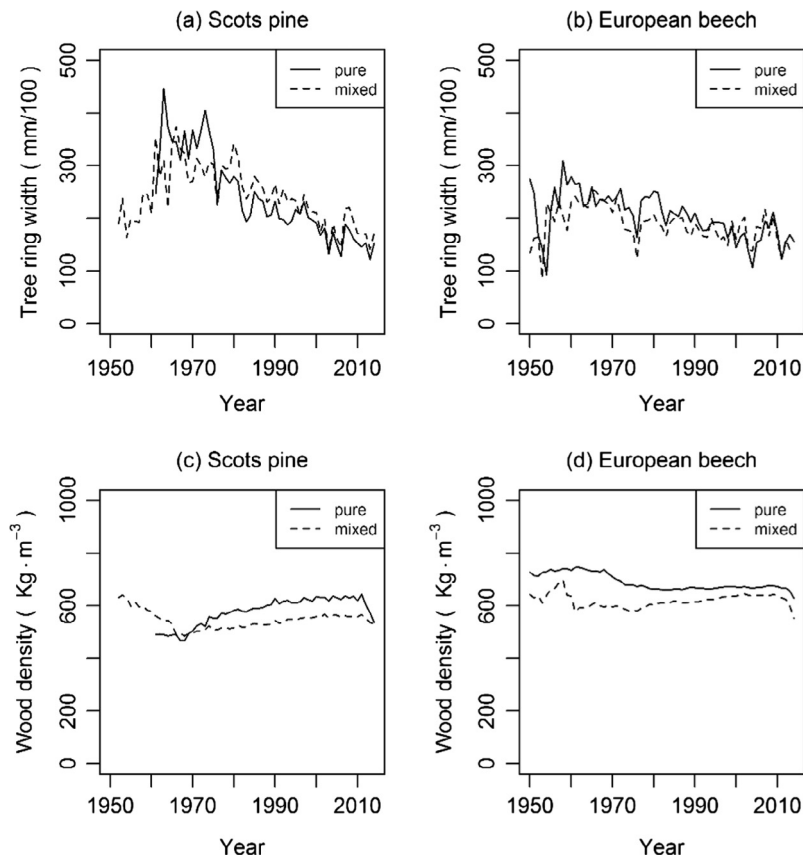 (a) Scots pine
Tree ring width ( mm/100 )
500
300
100
0
pure
mixed
1950 1970 1990 2010
Year
(b) European beech
Tree ring width ( mm/100 )
500
300
100
0
pure
mixed
1950 1970 1990 2010
Year
(c) Scots pine
Wood density ( Kg · m⁻³ )
1000
600
200
0
pure
mixed
1950 1970 1990 2010
Year
(d) European beech
Wood density ( Kg · m⁻³ )
1000
600
200
0
pure
mixed
1950 1970 1990 2010
Year